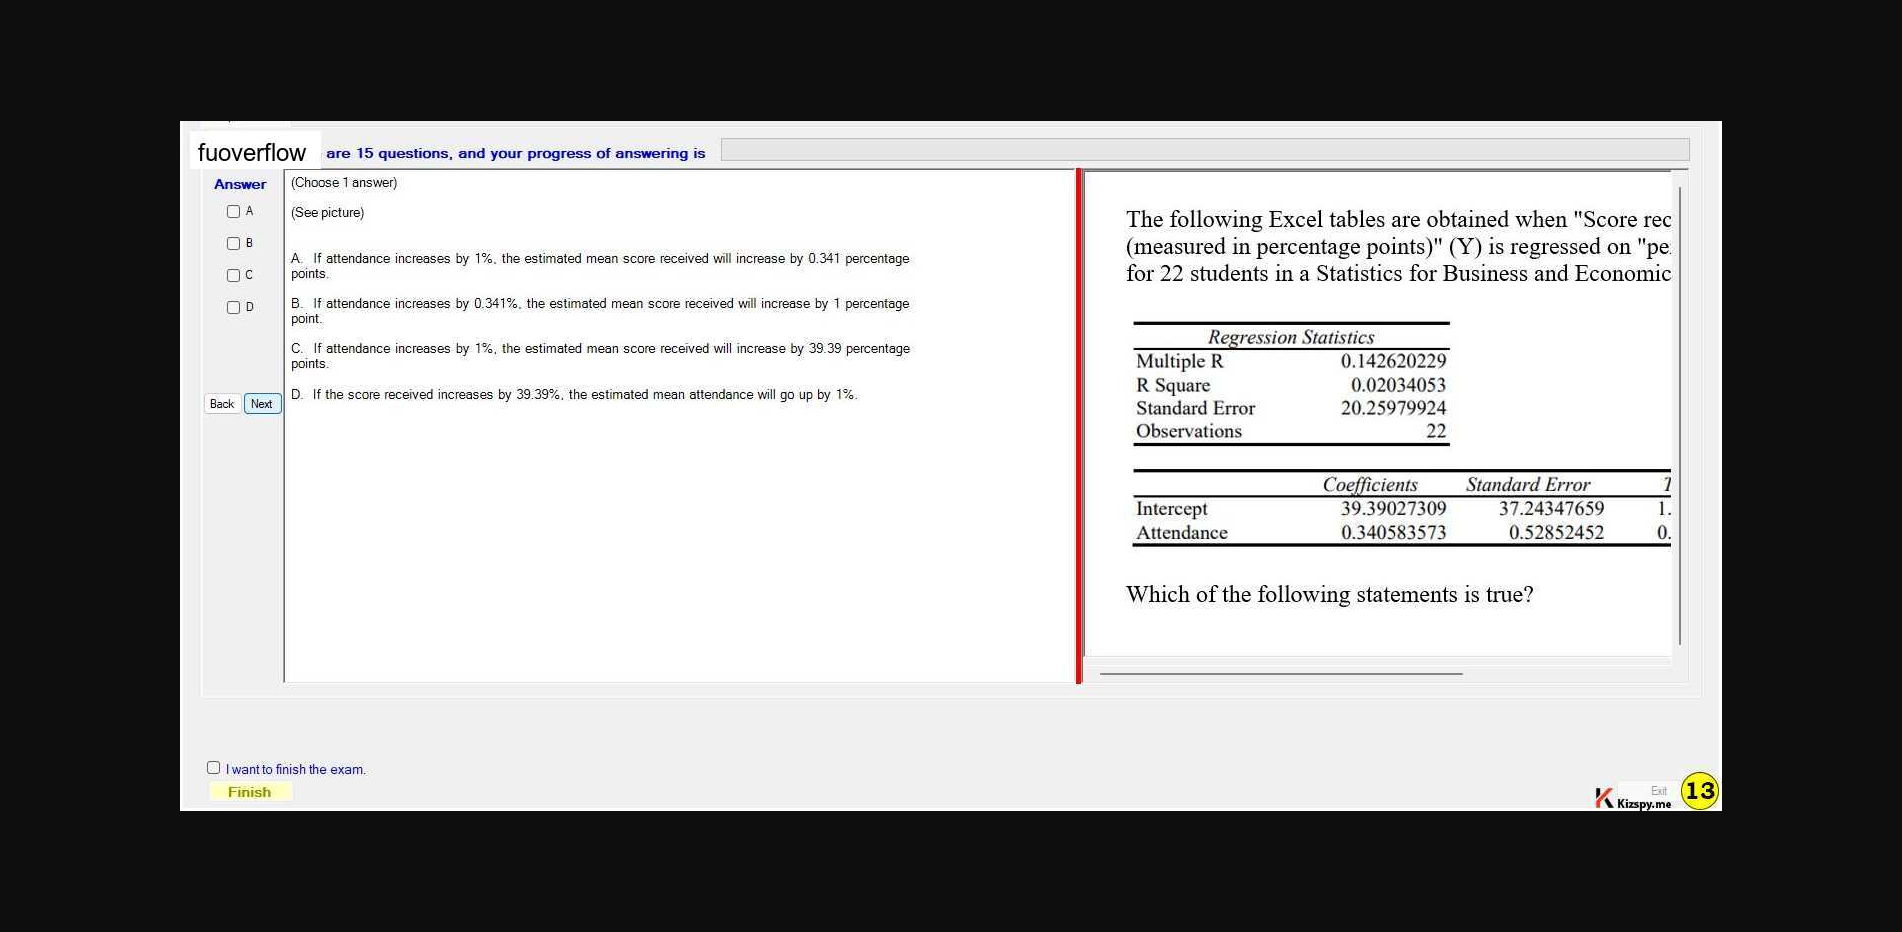 fuoverflow are 15 questions, and your progress of answering is
Answer
A
B
C
D
Back Next
(Choose 1 answer)
(See picture)
A. If attendance increases by 1%, the estimated mean score received will increase by 0.341 percentage
points.
B. If attendance increases by 0.341%, the estimated mean score received will increase by 1 percentage
point.
C. If attendance increases by 1%, the estimated mean score received will increase by 39.39 percentage
points.
D. If the score received increases by 39.39%, the estimated mean attendance will go up by 1%.
The following Excel tables are obtained when "Score rec
(measured in percentage points)" (Y) is regressed on "pe
for 22 students in a Statistics for Business and Economic
Regression Statistics
Multiple R 0.142620229
R Square 0.02034053
Standard Error 20.25979924
Observations 22
Coefficients Standard Error
Intercept 39.39027309 37.24347659 1.
Attendance 0.340583573 0.52852452 0.
Which of the following statements is true?
I want to finish the exam.
Finish
Exit
Kizspy.me
13